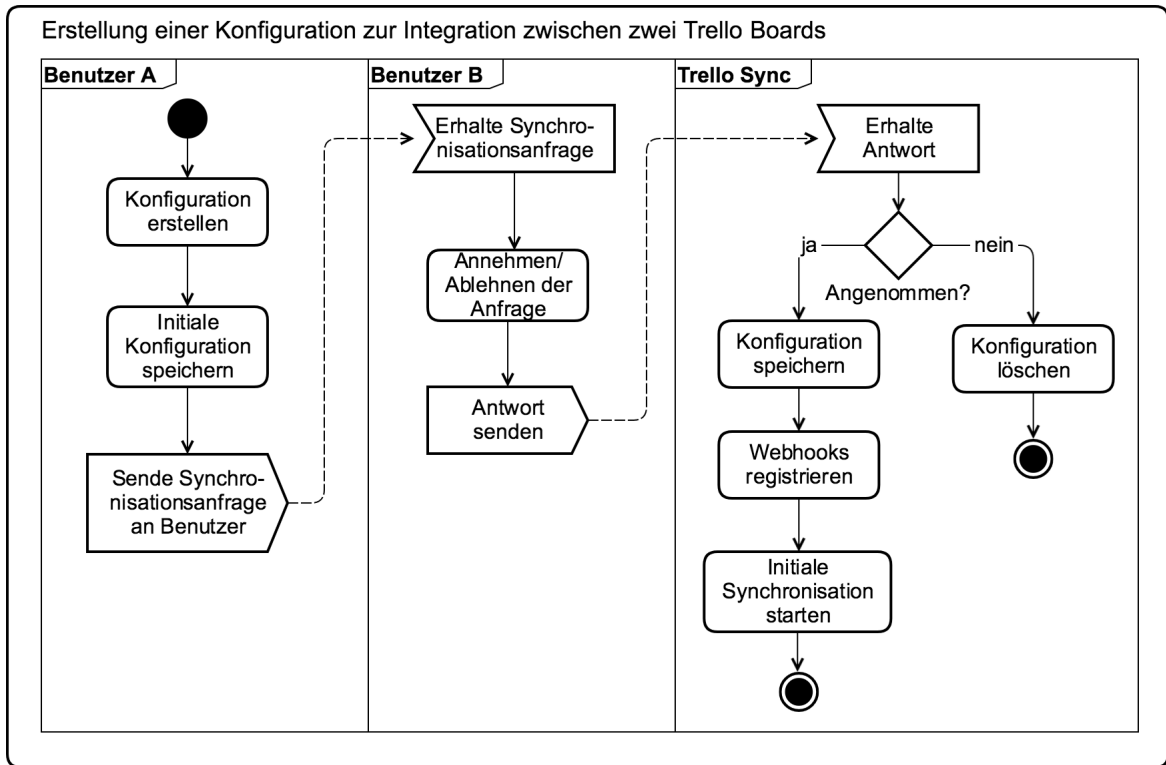 Erstellung einer Konfiguration zur Integration zwischen zwei Trello Boards
Benutzer A
Konfiguration
erstellen
Initiale
Konfiguration
speichern
Sende Synchro-
nisationsanfrage
an Benutzer
Benutzer B
Erhalte Synchro-
nisationsanfrage
Annehmen/
Ablehnen der
Anfrage
Antwort
senden
Trello Sync
Erhalte
Antwort
ja
nein
Angenommen?
Konfiguration
speichern
Webhooks
registrieren
Initiale
Synchronisation
starten
Konfiguration
löschen